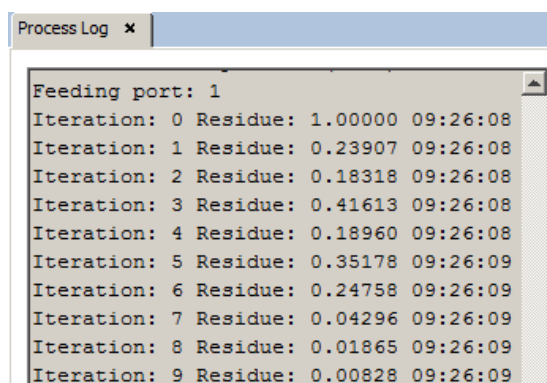 Process Log
Feeding port: 1
Iteration: 0 Residue: 1.00000 09:26:08
Iteration: 1 Residue: 0.23907 09:26:08
Iteration: 2 Residue: 0.18318 09:26:08
Iteration: 3 Residue: 0.41613 09:26:08
Iteration: 4 Residue: 0.18960 09:26:08
Iteration: 5 Residue: 0.35178 09:26:09
Iteration: 6 Residue: 0.24758 09:26:09
Iteration: 7 Residue: 0.04296 09:26:09
Iteration: 8 Residue: 0.01865 09:26:09
Iteration: 9 Residue: 0.00828 09:26:09